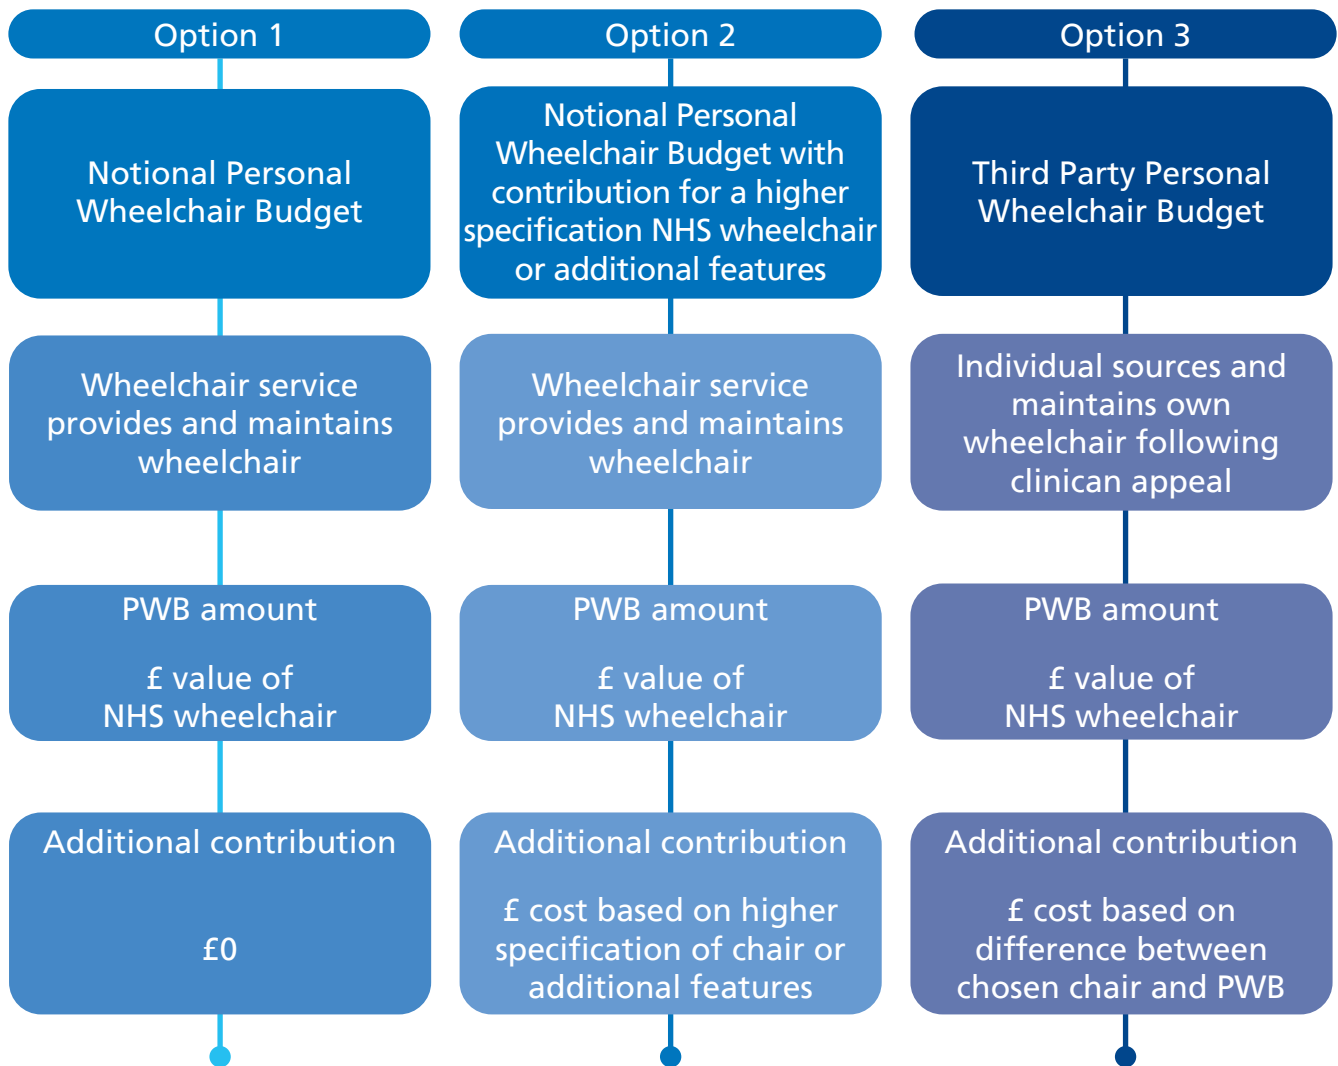 Option 1
Notional Personal
Wheelchair Budget
Wheelchair service
provides and maintains
wheelchair
PWB amount
£ value of
NHS wheelchair
Additional contribution
£0
Option 2
Notional Personal
Wheelchair Budget with
contribution for a higher
specification NHS wheelchair
or additional features
Wheelchair service
provides and maintains
wheelchair
PWB amount
£ value of
NHS wheelchair
Additional contribution
£ cost based on higher
specification of chair or
additional features
Option 3
Third Party Personal
Wheelchair Budget
Individual sources and
maintains own
wheelchair following
clinican appeal
PWB amount
£ value of
NHS wheelchair
Additional contribution
£ cost based on
difference between
chosen chair and PWB